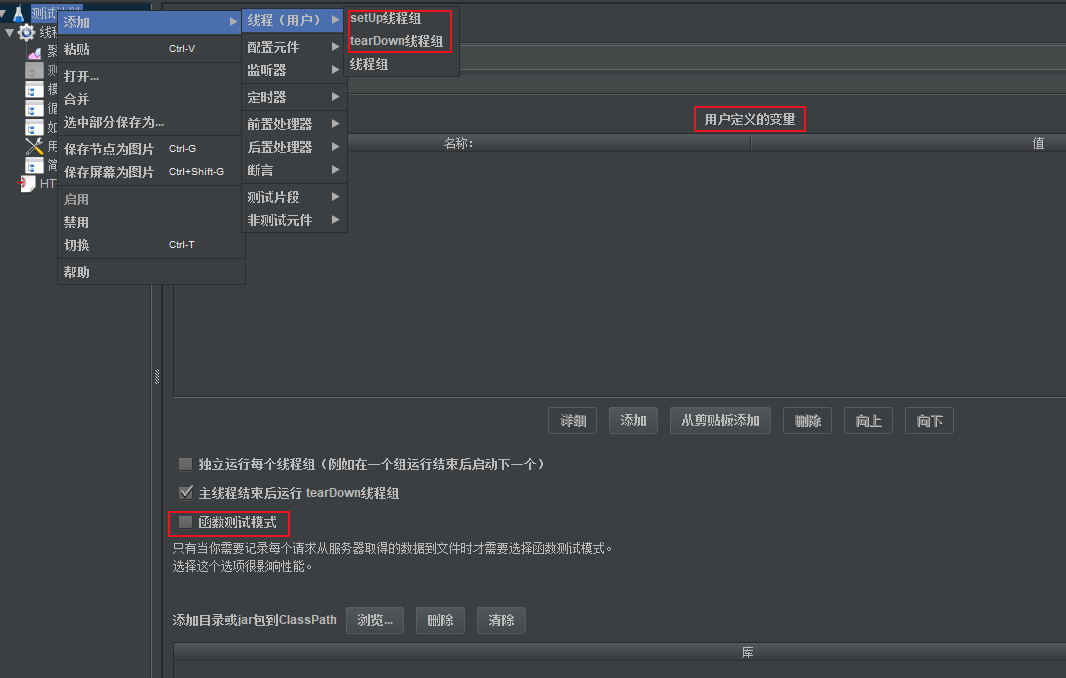 测试计划
线程
聚
测
模
循
如
用
简
HT
添加
粘贴 Ctrl-V
打开...
合并
选中部分保存为...
保存节点为图片 Ctrl-G
保存屏幕为图片 Ctrl+Shift-G
启用
禁用
切换 Ctrl-T
帮助
线程（用户）
配置元件
监听器
定时器
前置处理器
后置处理器
断言
测试片段
非测试元件
setUp线程组
tearDown线程组
线程组
用户定义的变量
名称: 值
详细 添加 从剪贴板添加 删除 向上 向下
独立运行每个线程组（例如在一个组运行结束后启动下一个）
主线程结束后运行 tearDown线程组
函数测试模式
只有当你需要记录每个请求从服务器取得的数据到文件时才需要选择函数测试模式。
选择这个选项很影响性能。
添加目录或jar包到ClassPath 浏览... 删除 清除
库